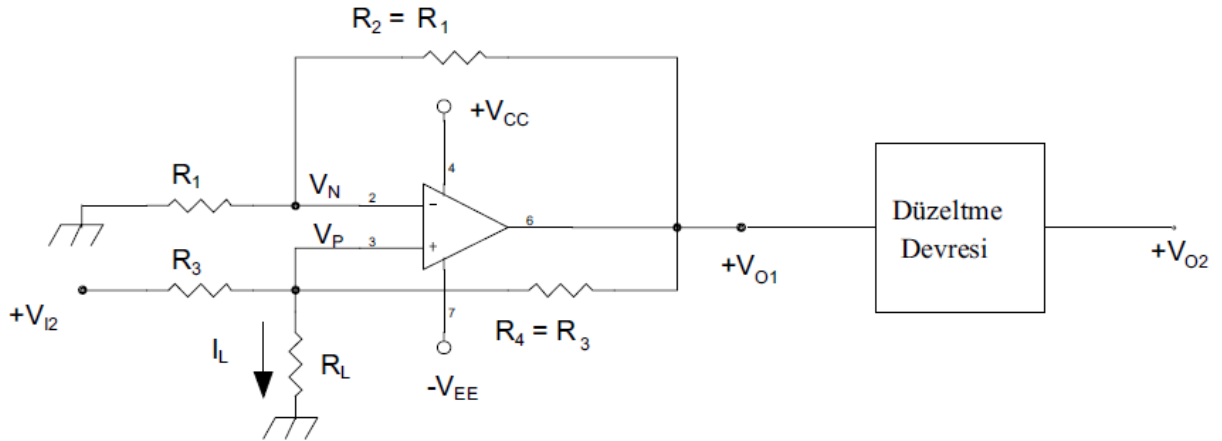 R2 = R1
+VCC
4
R1
VN
2
−
6
VP
3
+
R3
+VI2
7
R4 = R3
IL
RL
-VEE
+VO1
Düzeltme
Devresi
+VO2